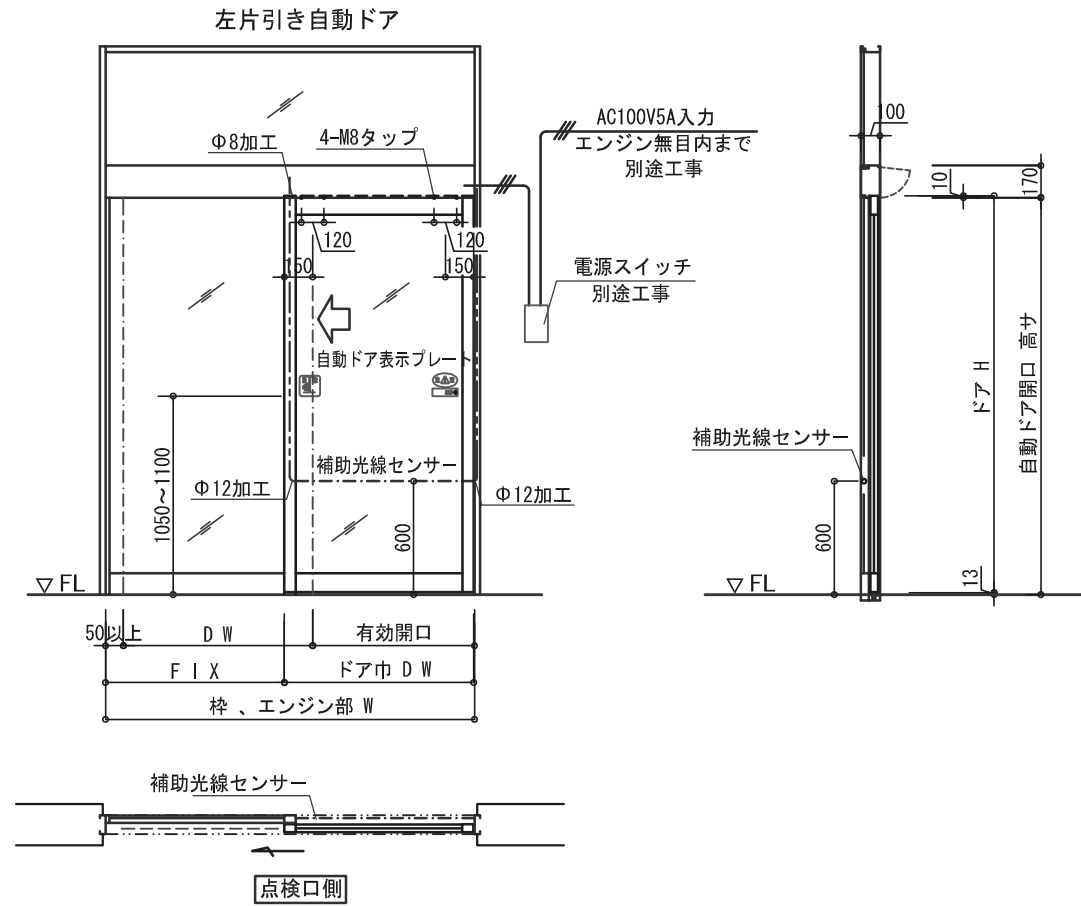 左片引き自動ドア
AC100V5A入力
エンジン無目内まで
別途工事
Φ8加工
4-M8タップ
100
10
170
120
120
150
150
電源スイッチ
別途工事
自動ドア表示プレート
自動ドア開口 高サ
ドア H
1050~1100
補助光線センサー
補助光線センサー
Φ12加工
Φ12加工
600
600
13
FL
FL
50以上
DW
有効開口
FIX
ドア巾 DW
枠 、エンジン部 W
補助光線センサー
点検口側